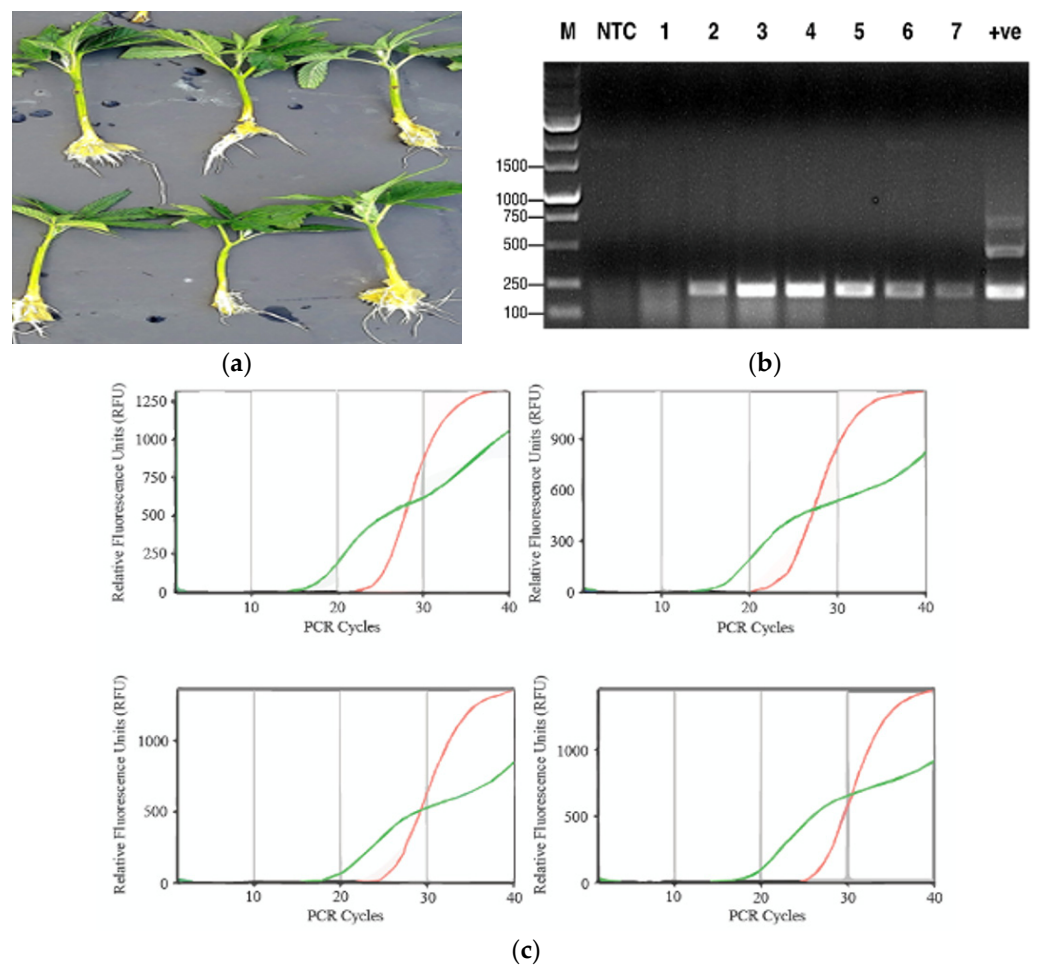 M NTC 1 2 3 4 5 6 7 +ve
1500
1000
750
500
250
100
(a)
(b)
Relative Fluorescence Units (RFU)
1250
1000
750
500
250
0
10 20 30 40
PCR Cycles
Relative Fluorescence Units (RFU)
900
600
300
0
10 20 30 40
PCR Cycles
Relative Fluorescence Units (RFU)
1000
500
0
10 20 30 40
PCR Cycles
Relative Fluorescence Units (RFU)
1000
500
0
10 20 30 40
PCR Cycles
(c)